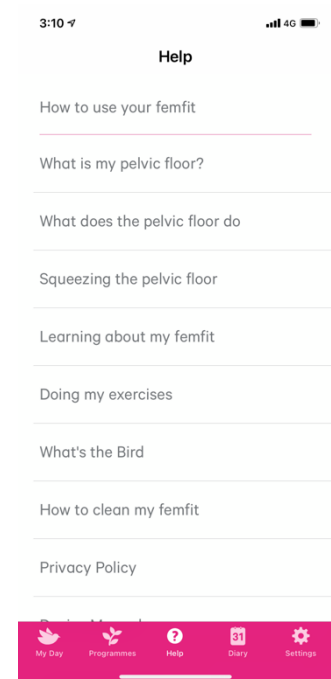 3:10
4G
Help
How to use your femfit
What is my pelvic floor?
What does the pelvic floor do
Squeezing the pelvic floor
Learning about my femfit
Doing my exercises
What's the Bird
How to clean my femfit
Privacy Policy
31
My Day
Programmes
Help
Diary
Settings